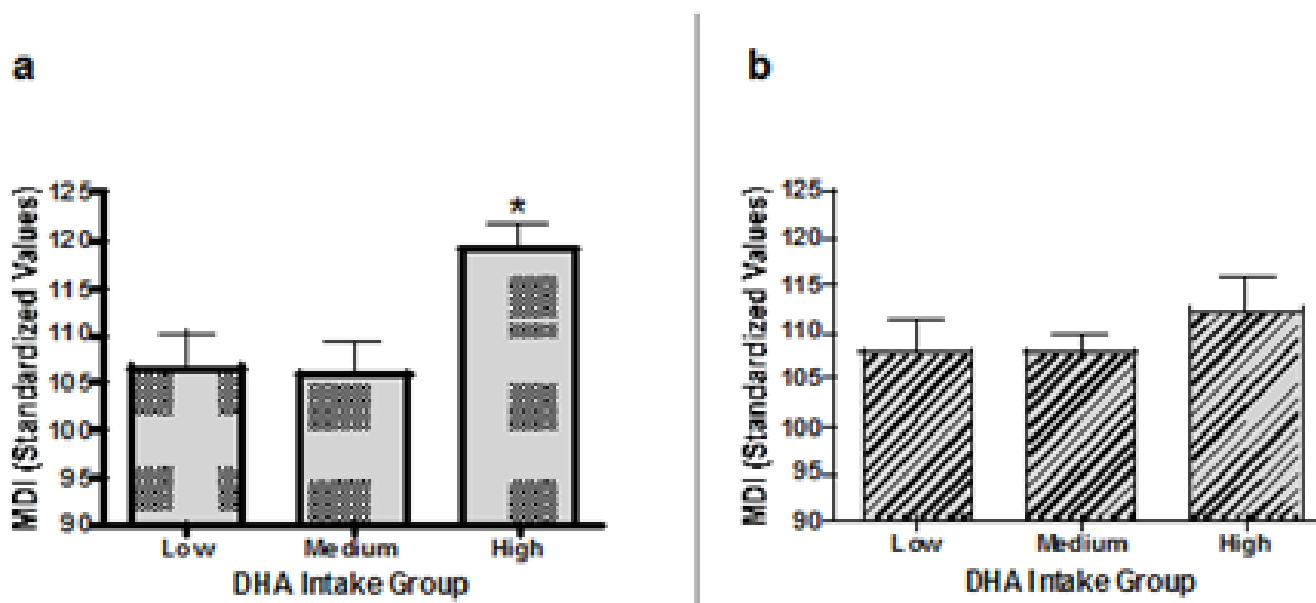 a
MDI (Standardized Values)
125
120
115
110
105
100
95
90
*
Low Medium High
DHA Intake Group
b
MDI (Standardized Values)
125
120
115
110
105
100
95
90
Low Medium High
DHA Intake Group